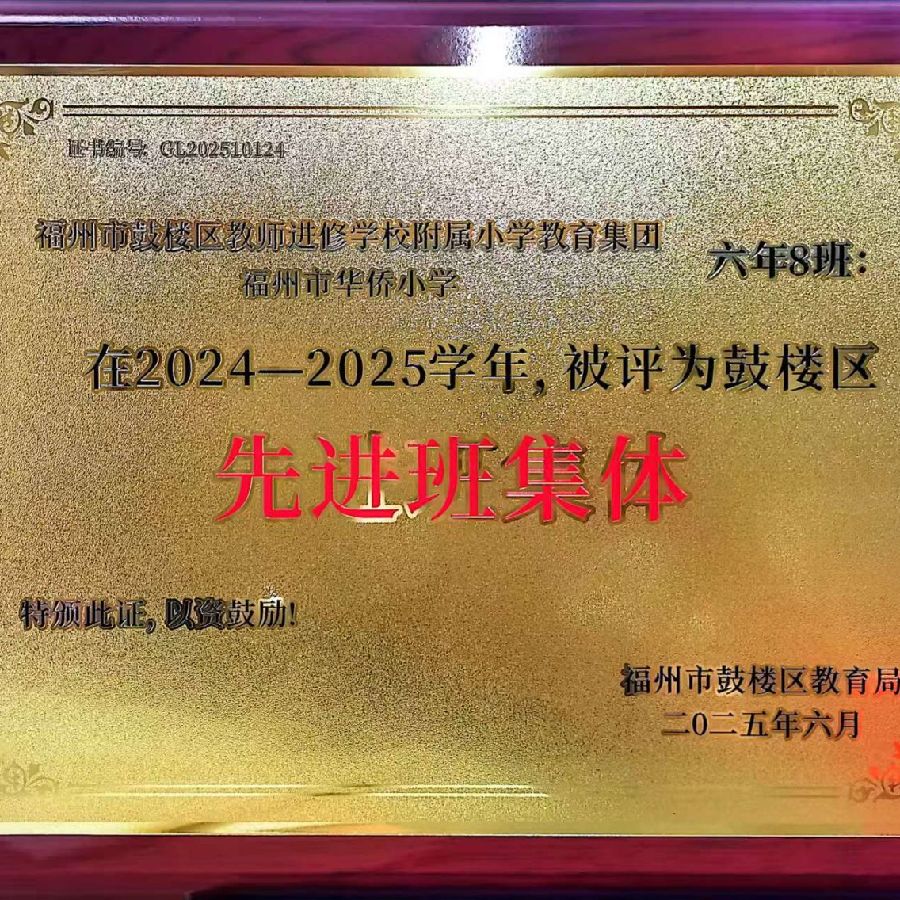 证书编号: GL202510124
福州市鼓楼区教师进修学校附属小学教育集团
福州市华侨小学
六年8班:
在2024—2025学年, 被评为鼓楼区
先进班集体
特颁此证, 以资鼓励!
福州市鼓楼区教育局
二〇二五年六月